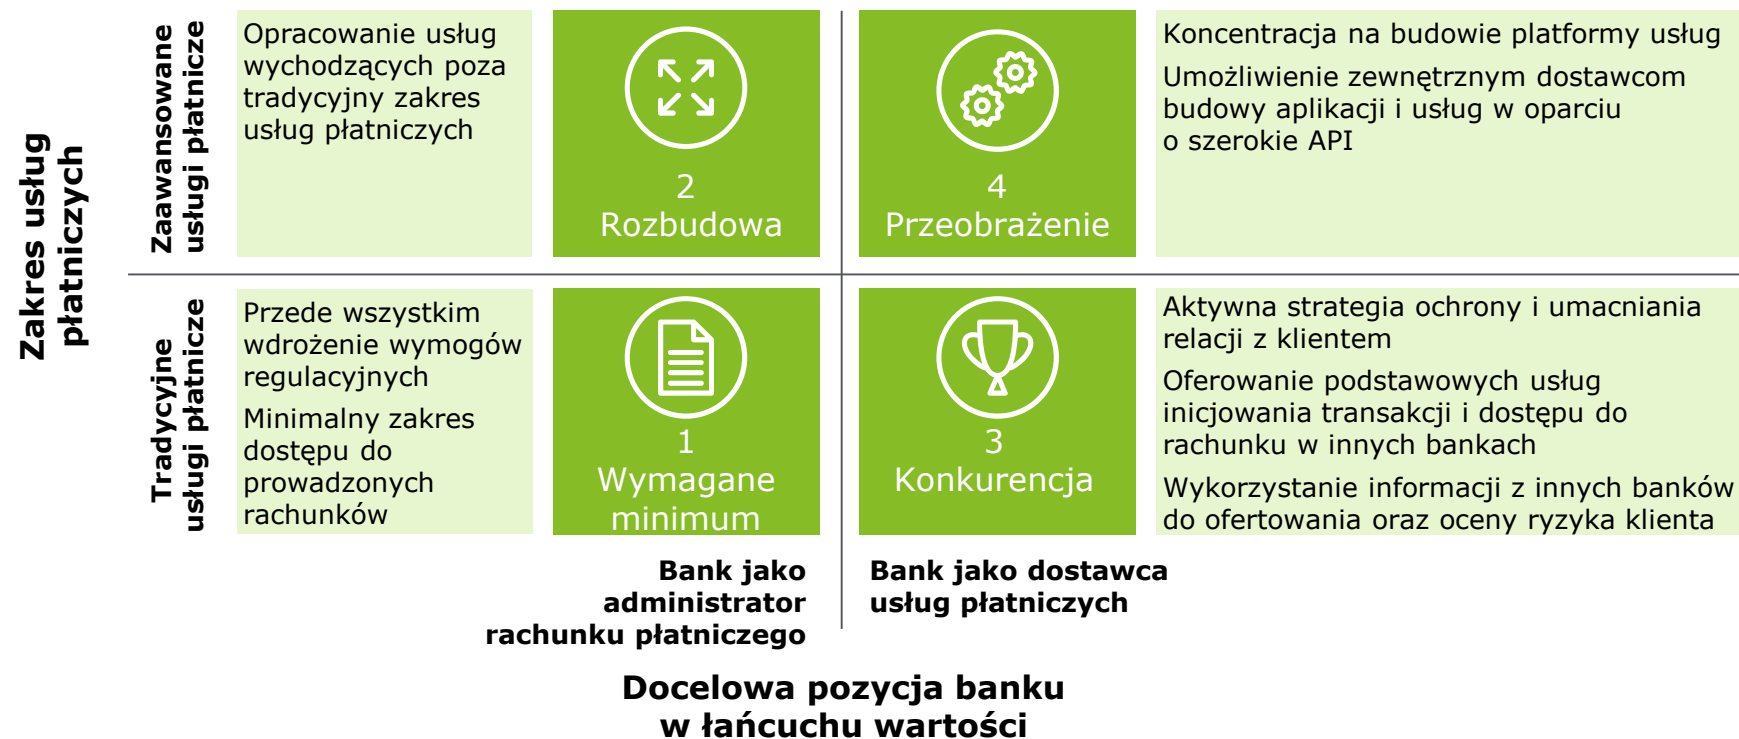 Zakres usług
płatniczych
Zaawansowane
usługi płatnicze
Opracowanie usług
wychodzących poza
tradycyjny zakres
usług płatniczych
2
Rozbudowa
4
Przeobrażenie
Koncentracja na budowie platformy usług
Umożliwienie zewnętrznym dostawcom
budowy aplikacji i usług w oparciu
o szerokie API
Tradycyjne
usługi płatnicze
Przede wszystkim
wdrożenie wymogów
regulacyjnych
Minimalny zakres
dostępu do
prowadzonych
rachunków
1
Wymagane
minimum
3
Konkurencja
Aktywna strategia ochrony i umacniania
relacji z klientem
Oferowanie podstawowych usług
inicjowania transakcji i dostępu do
rachunku w innych bankach
Wykorzystanie informacji z innych banków
do ofertowania oraz oceny ryzyka klienta
Bank jako
administrator
rachunku płatniczego
Bank jako dostawca
usług płatniczych
Docelowa pozycja banku
w łańcuchu wartości